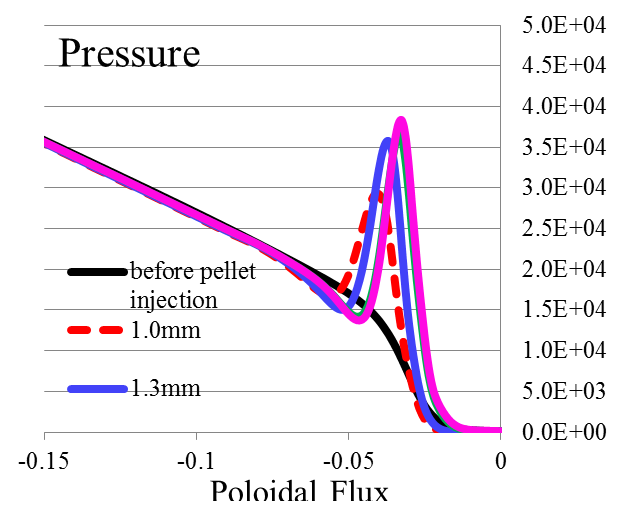 Pressure
5.0E+04
4.5E+04
4.0E+04
3.5E+04
3.0E+04
2.5E+04
2.0E+04
1.5E+04
1.0E+04
5.0E+03
0.0E+00
before pellet
injection
1.0mm
1.3mm
-0.15
-0.1
-0.05
0
Poloidal Flux